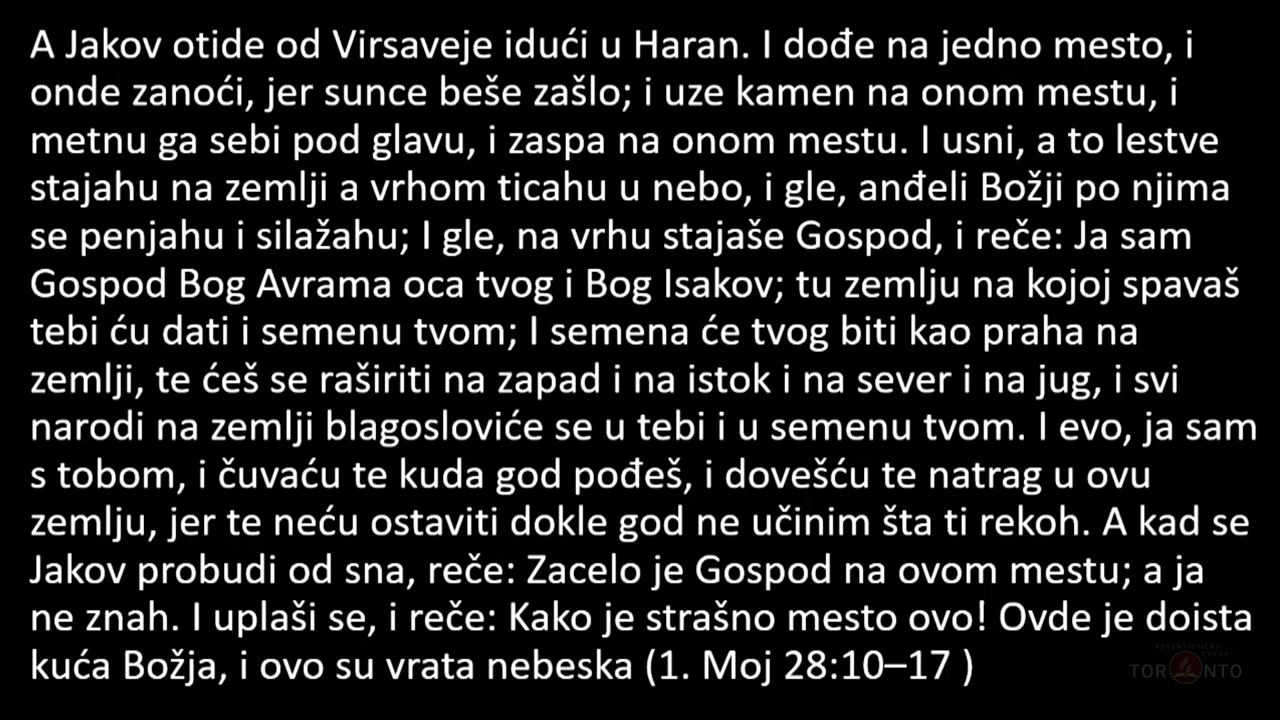 A Jakov otide od Virsaveje idući u Haran. I dođe na jedno mesto, i
onde zanoći, jer sunce beše zašlo; i uze kamen na onom mestu, i
metnu ga sebi pod glavu, i zaspa na onom mestu. I usni, a to lestve
stajahu na zemlji a vrhom ticahu u nebo, i gle, anđeli Božji po njima
se penjahu i silažahu; I gle, na vrhu stajaše Gospod, i reče: Ja sam
Gospod Bog Avrama oca tvog i Bog Isakov; tu zemlju na kojoj spavaš
tebi ću dati i semenu tvom; I semena će tvog biti kao praha na
zemlji, te ćeš se raširiti na zapad i na istok i na sever i na jug, i svi
narodi na zemlji blagosloviće se u tebi i u semenu tvom. I evo, ja sam
s tobom, i čuvaću te kuda god pođeš, i dovešću te natrag u ovu
zemlju, jer te neću ostaviti dokle god ne učinim šta ti rekoh. A kad se
Jakov probudi od sna, reče: Zacelo je Gospod na ovom mestu; a ja
ne znah. I uplaši se, i reče: Kako je strašno mesto ovo! Ovde je doista
kuća Božja, i ovo su vrata nebeska (1. Moj 28:10–17 )
ADVENTISTIČKA
CRKVA
TORONTO